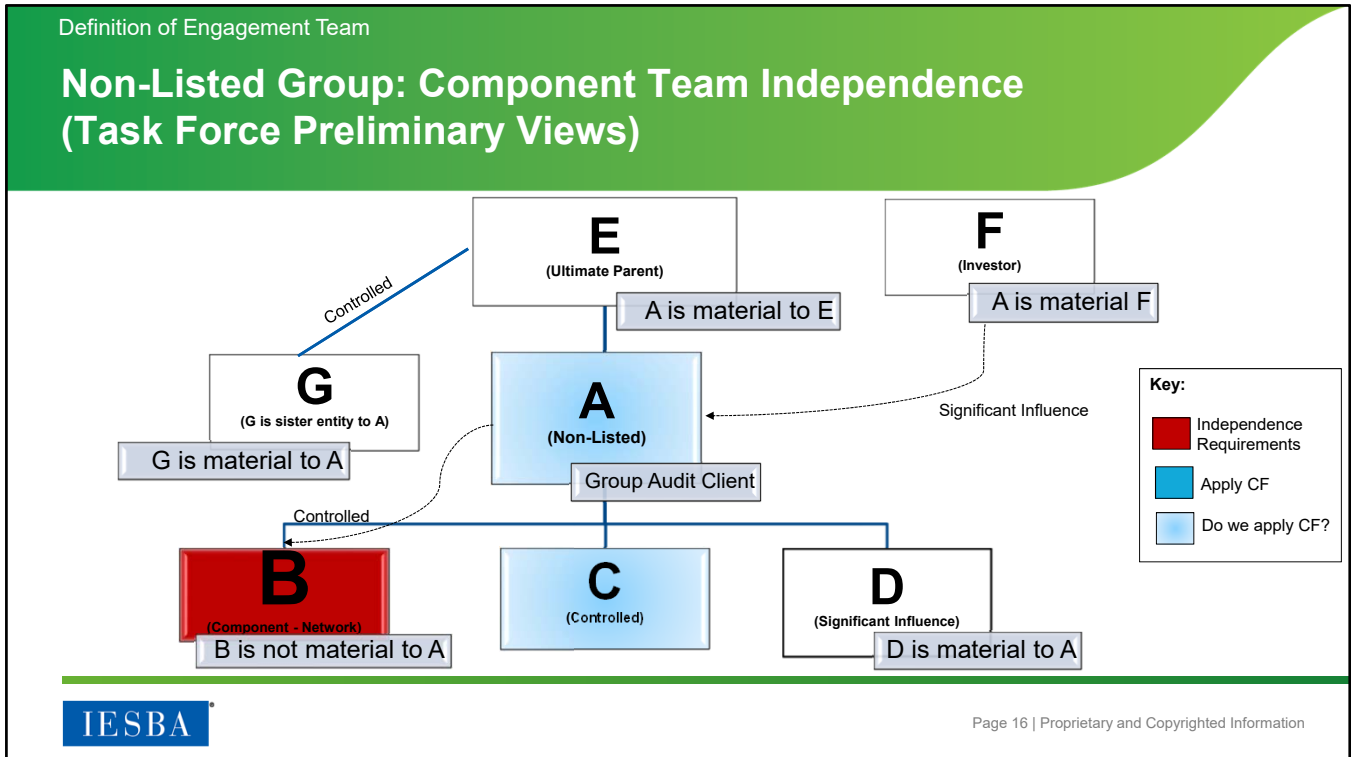 Definition of Engagement Team
Non-Listed Group: Component Team Independence
(Task Force Preliminary Views)
E
(Ultimate Parent)
A is material to E
F
(Investor)
A is material F
Controlled
G
(G is sister entity to A)
G is material to A
A
(Non-Listed)
Group Audit Client
Significant Influence
Key:
Independence
Requirements
Apply CF
Do we apply CF?
Controlled
B
(Component - Network)
B is not material to A
C
(Controlled)
D
(Significant Influence)
D is material to A
IESBA®
Page 16 | Proprietary and Copyrighted Information